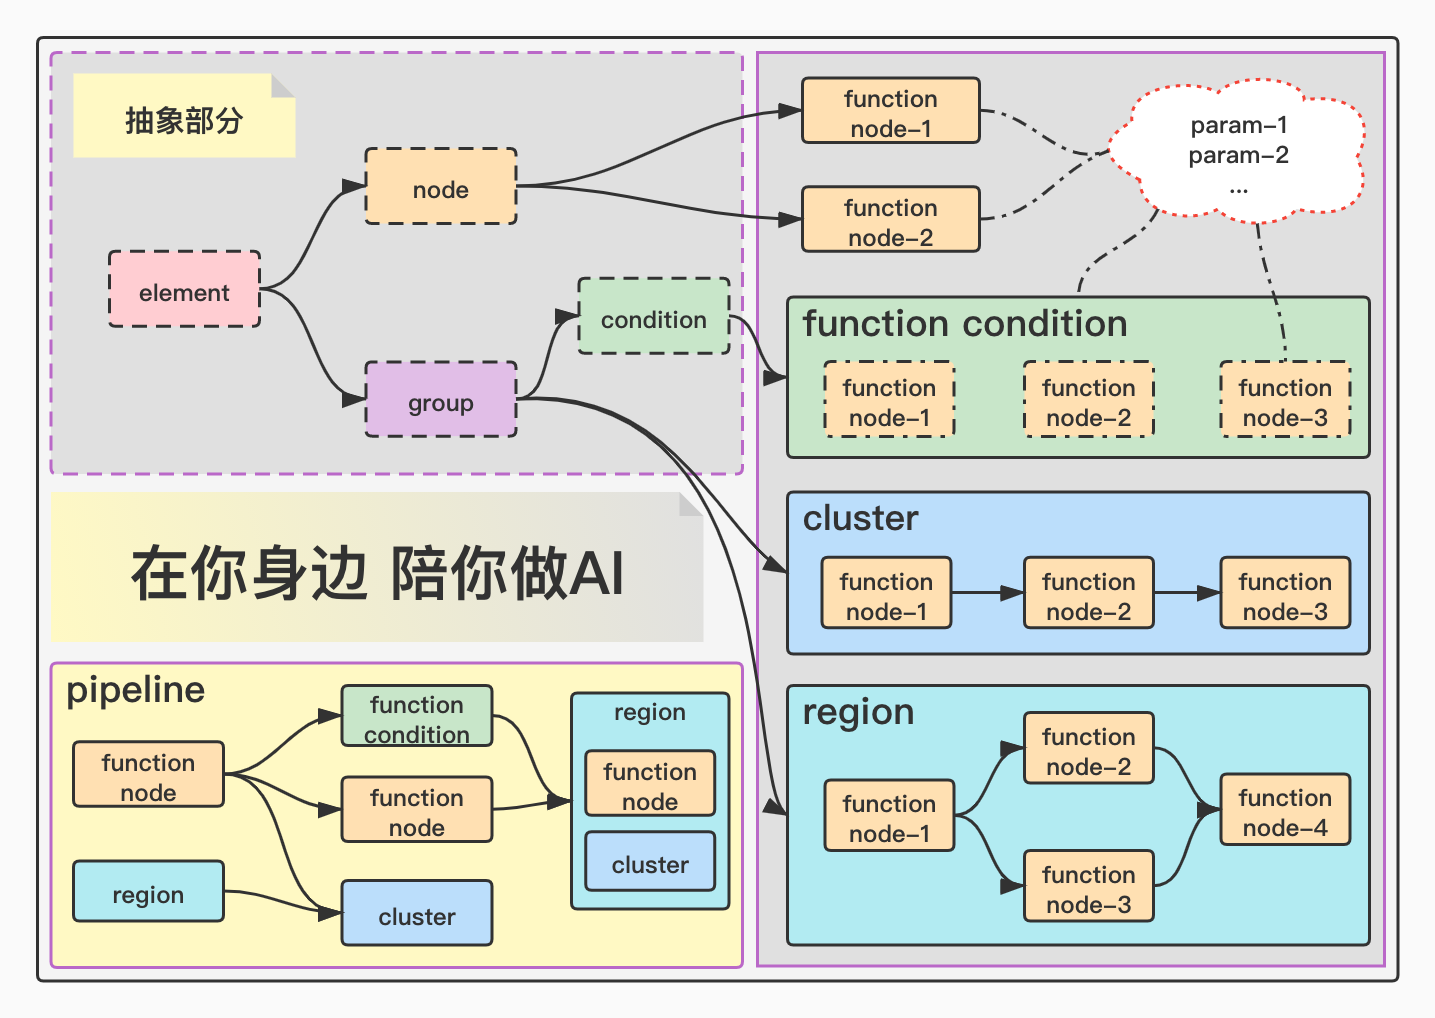 抽象部分
element
node
group
condition
function
node-1
function
node-2
param-1
param-2
...
function condition
function
node-1
function
node-2
function
node-3
cluster
function
node-1
function
node-2
function
node-3
region
function
node-1
function
node-2
function
node-3
function
node-4
在你身边 陪你做AI
pipeline
function
node
region
function
condition
function
node
cluster
region
function
node
cluster